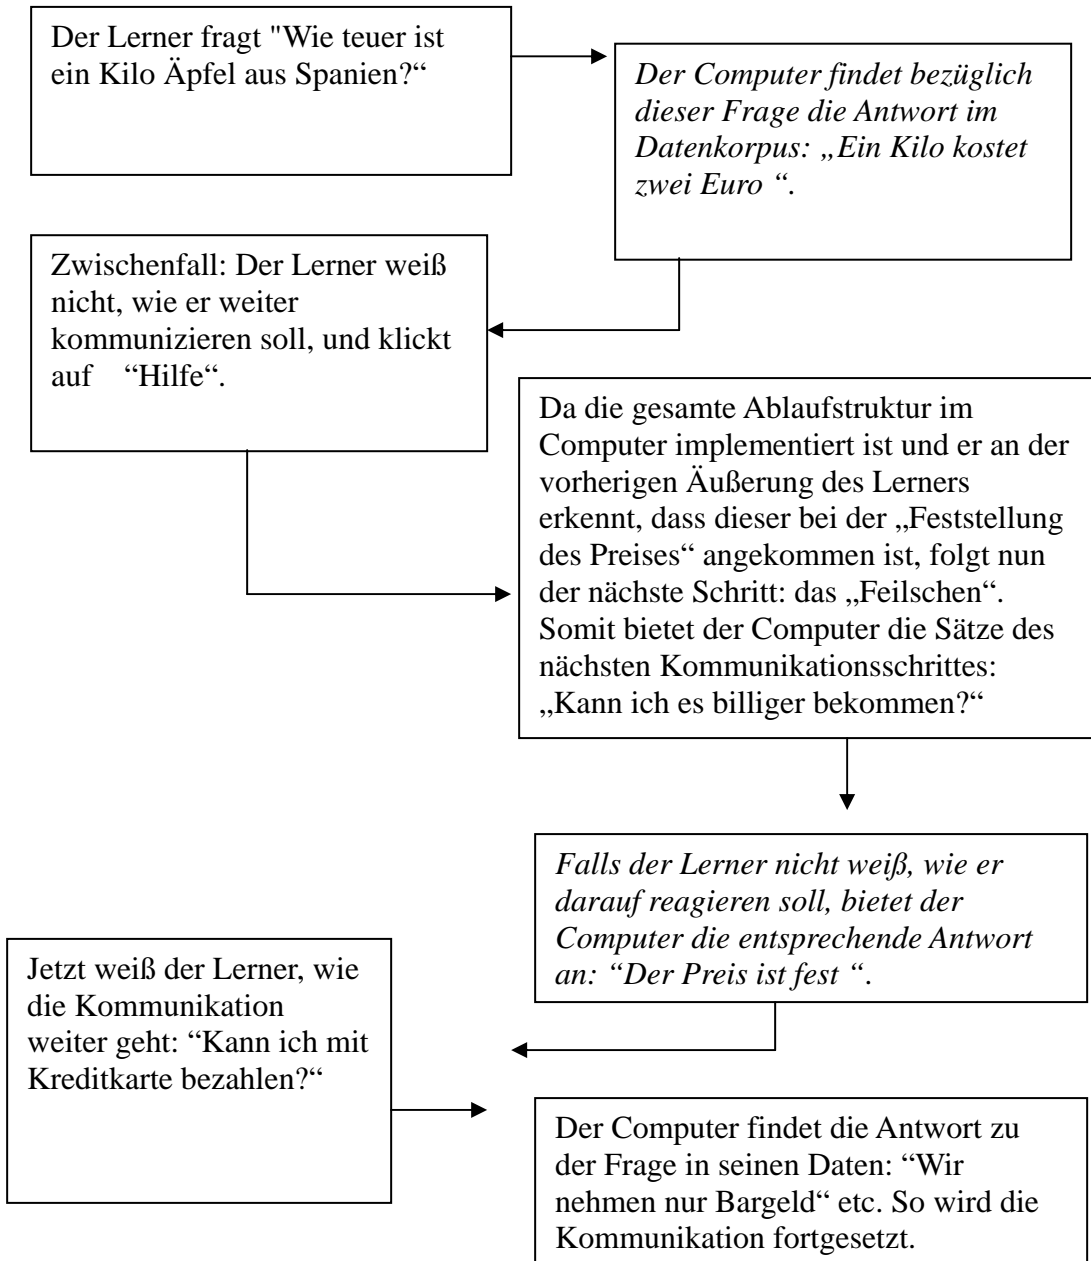 Der Lerner fragt "Wie teuer ist
ein Kilo Äpfel aus Spanien?“
Der Computer findet bezüglich
dieser Frage die Antwort im
Datenkorpus: „Ein Kilo kostet
zwei Euro “.
Zwischenfall: Der Lerner weiß
nicht, wie er weiter
kommunizieren soll, und klickt
auf “Hilfe“.
Da die gesamte Ablaufstruktur im
Computer implementiert ist und er an der
vorherigen Äußerung des Lerners
erkennt, dass dieser bei der „Feststellung
des Preises“ angekommen ist, folgt nun
der nächste Schritt: das „Feilschen“.
Somit bietet der Computer die Sätze des
nächsten Kommunikationsschrittes:
„Kann ich es billiger bekommen?“
Falls der Lerner nicht weiß, wie er
darauf reagieren soll, bietet der
Computer die entsprechende Antwort
an: “Der Preis ist fest “.
Jetzt weiß der Lerner, wie
die Kommunikation
weiter geht: “Kann ich mit
Kreditkarte bezahlen?“
Der Computer findet die Antwort zu
der Frage in seinen Daten: “Wir
nehmen nur Bargeld“ etc. So wird die
Kommunikation fortgesetzt.